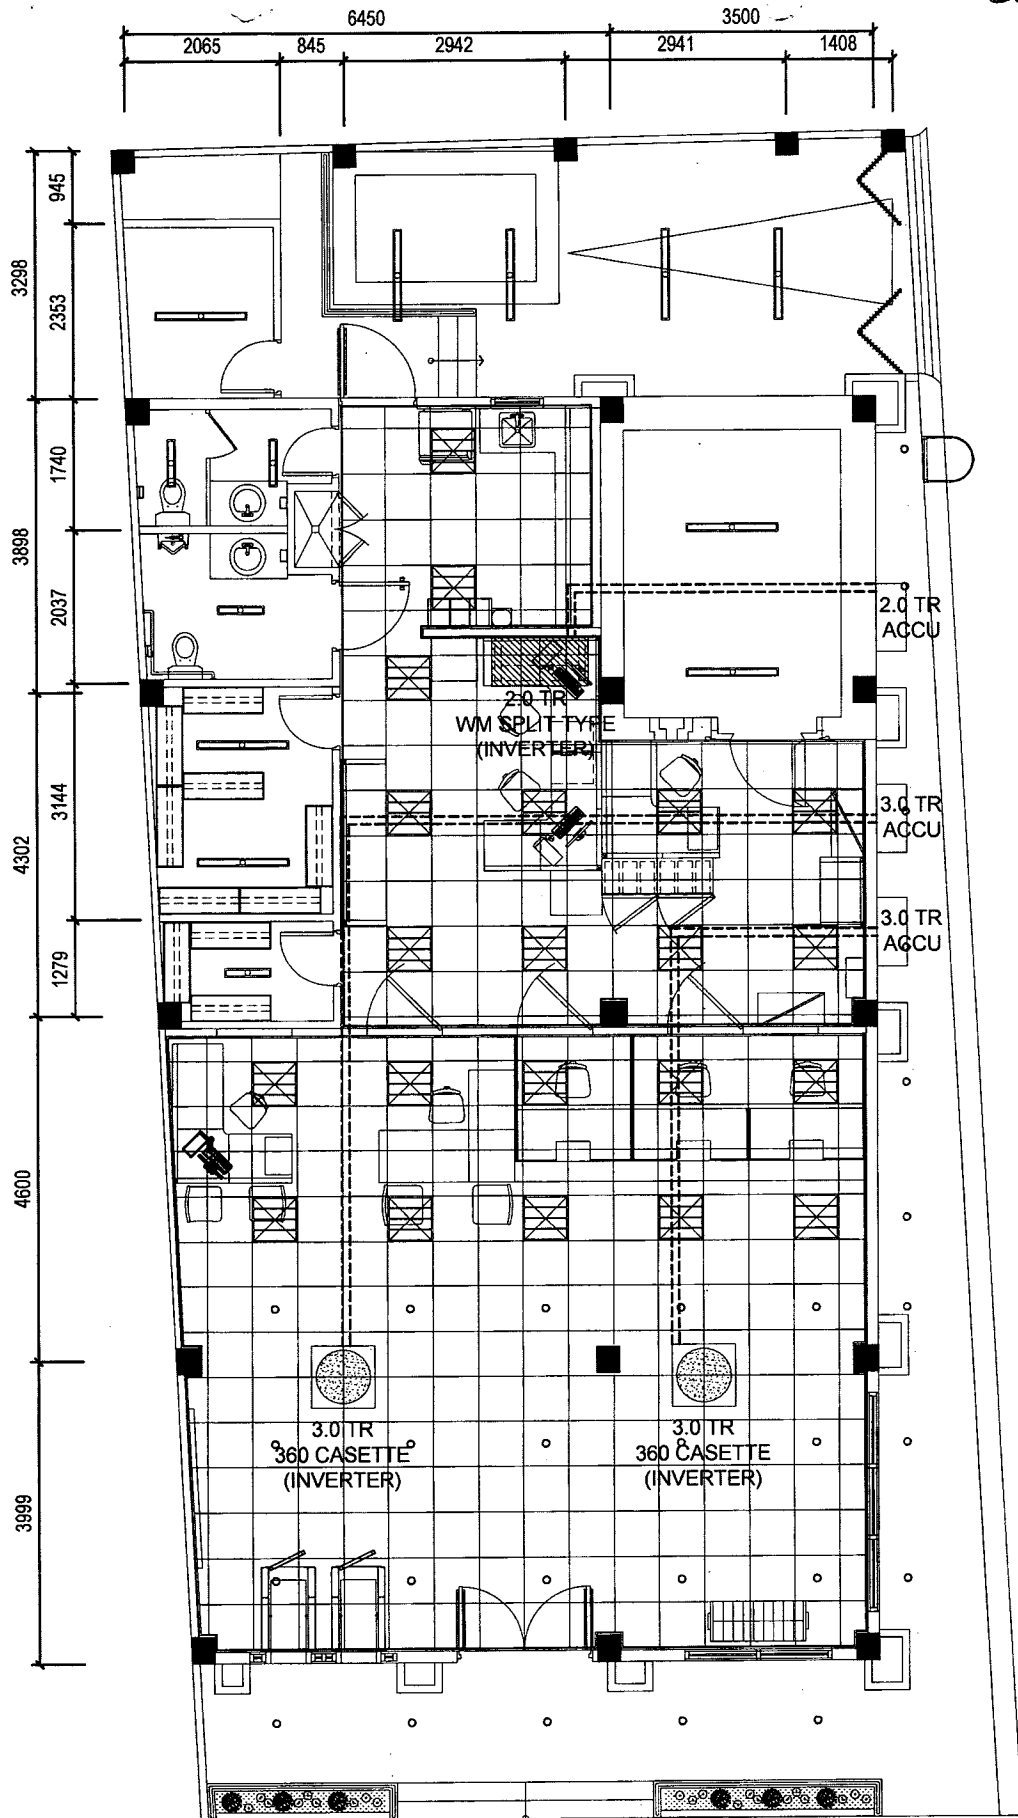 6450
3500
2065
845
2942
2941
1408
945
3298
2353
1740
3898
2037
2.0 TR
ACCU
2.0 TR
WM SPLIT TYPE
(INVERTER)
3144
4302
3.0 TR
ACCU
3.0 TR
ACCU
1279
4600
3.0 TR
360 CASETTE
(INVERTER)
3.0 TR
360 CASETTE
(INVERTER)
3999